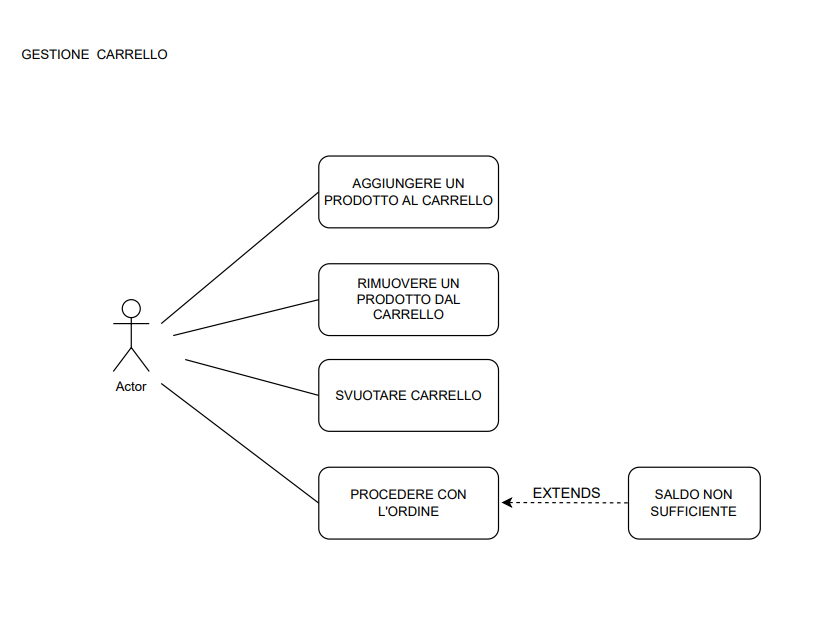 GESTIONE  CARRELLO
AGGIUNGERE UN
PRODOTTO AL CARRELLO
RIMUOVERE UN
PRODOTTO DAL
CARRELLO
Actor
SVUOTARE CARRELLO
PROCEDERE CON
L'ORDINE
EXTENDS
SALDO NON
SUFFICIENTE